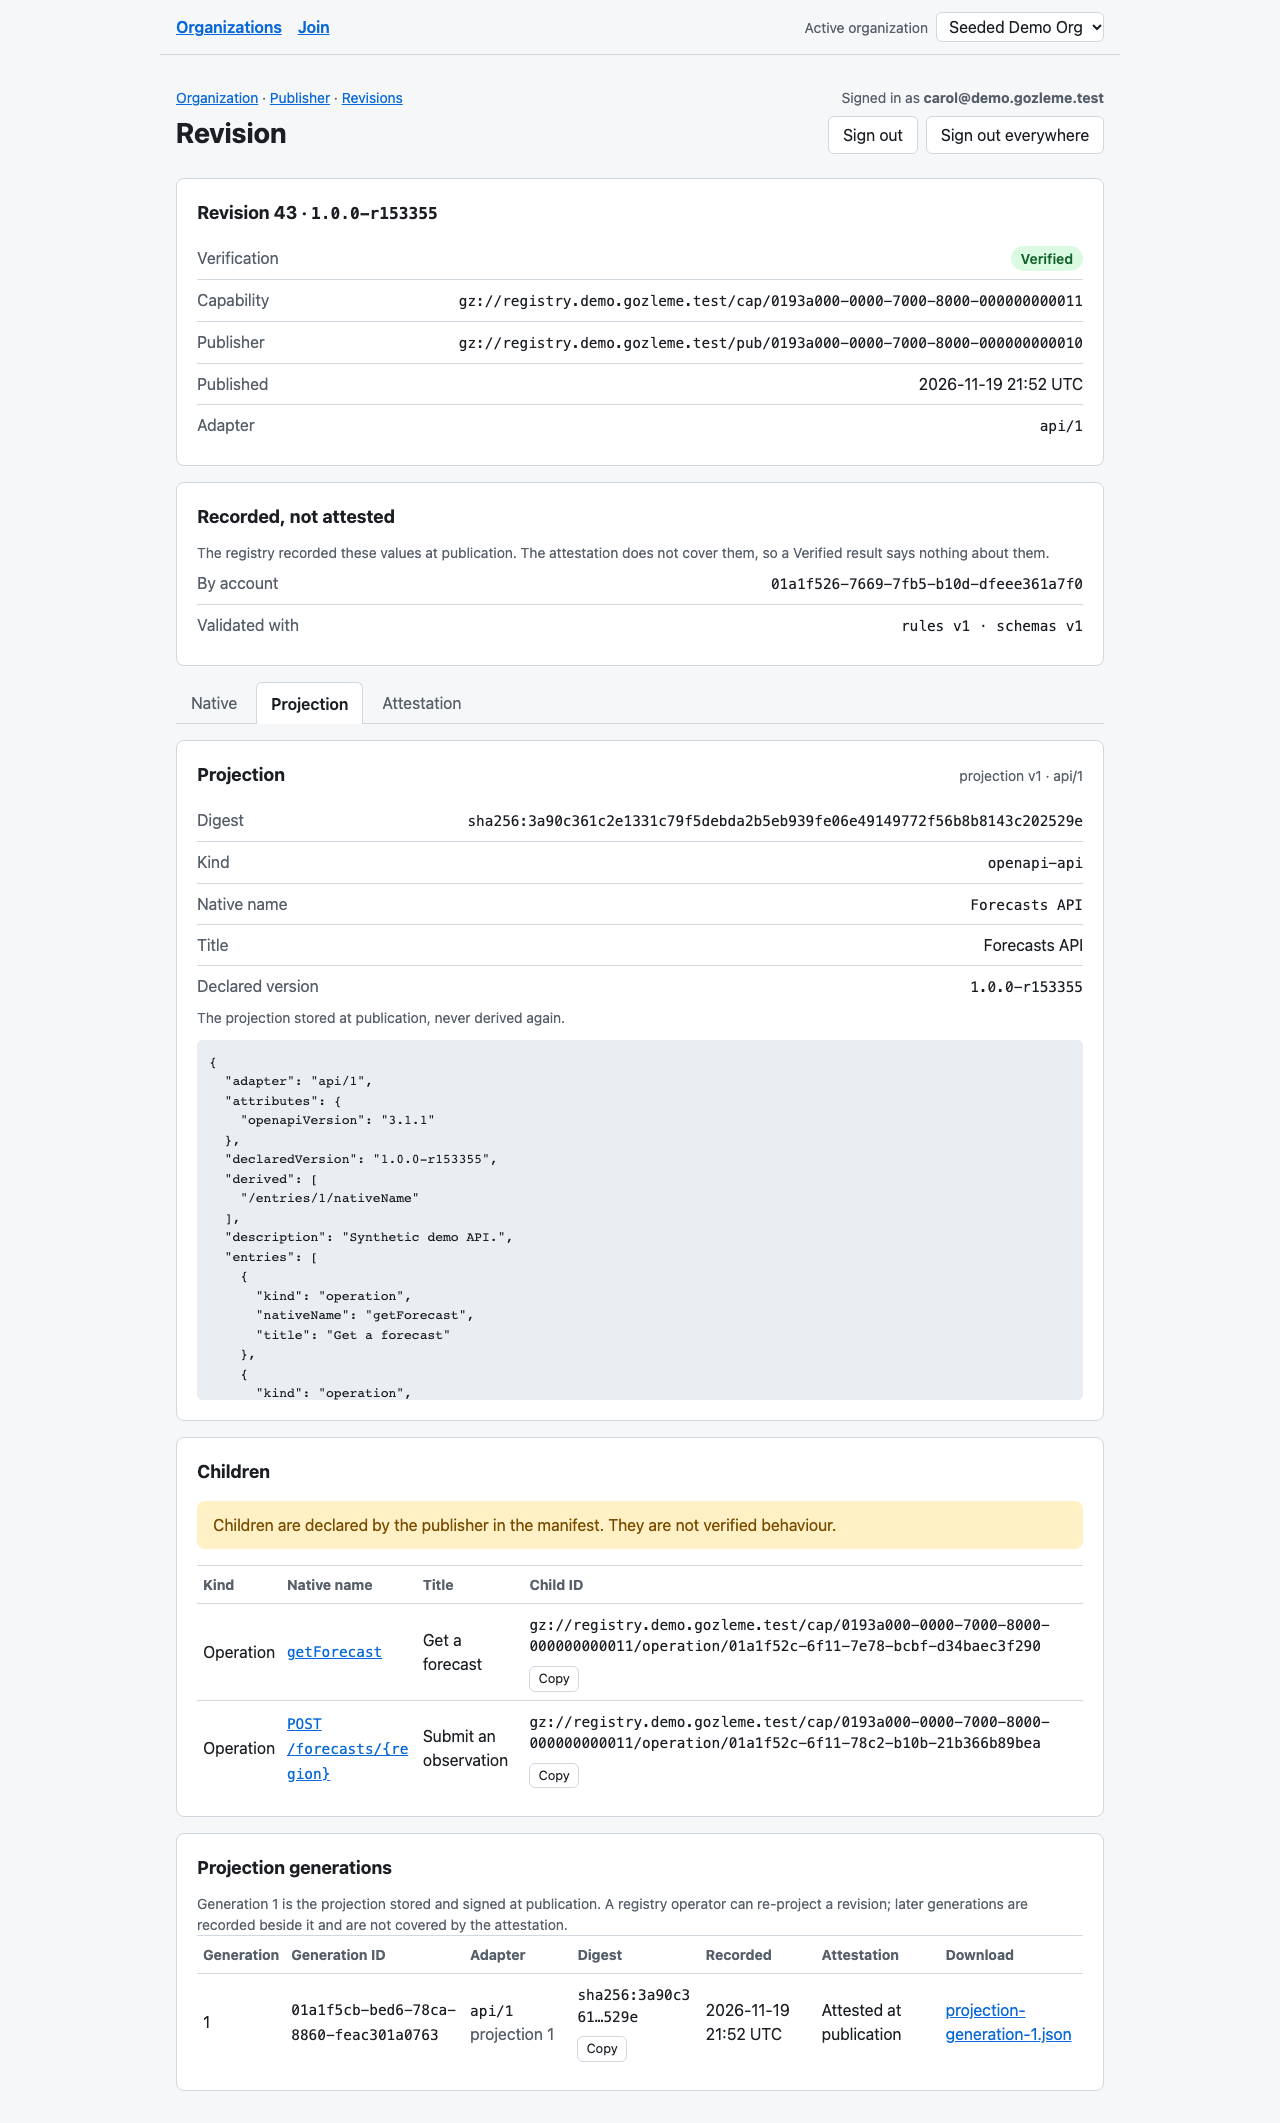 Organizations Join Active organization Seeded Demo Org
Organization · Publisher · Revisions Signed in as carol@demo.gozleme.test
Revision Sign out Sign out everywhere
Revision 43 · 1.0.0-r153355
Verification Verified
Capability gz://registry.demo.gozleme.test/cap/0193a000-0000-7000-8000-000000000011
Publisher gz://registry.demo.gozleme.test/pub/0193a000-0000-7000-8000-000000000010
Published 2026-11-19 21:52 UTC
Adapter api/1
Recorded, not attested
The registry recorded these values at publication. The attestation does not cover them, so a Verified result says nothing about them.
By account 01a1f526-7669-7fb5-b10d-dfeee361a7f0
Validated with rules v1 · schemas v1
Native Projection Attestation
Projection projection v1 · api/1
Digest sha256:3a90c361c2e1331c79f5debda2b5eb939fe06e49149772f56b8b8143c202529e
Kind openapi-api
Native name Forecasts API
Title Forecasts API
Declared version 1.0.0-r153355
The projection stored at publication, never derived again.
{
"adapter": "api/1",
"attributes": {
"openapiVersion": "3.1.1"
},
"declaredVersion": "1.0.0-r153355",
"derived": [
"/entries/1/nativeName"
],
"description": "Synthetic demo API.",
"entries": [
{
"kind": "operation",
"nativeName": "getForecast",
"title": "Get a forecast"
},
{
"kind": "operation",
Children
Children are declared by the publisher in the manifest. They are not verified behaviour.
Kind Native name Title Child ID
Operation getForecast Get a forecast gz://registry.demo.gozleme.test/cap/0193a000-0000-7000-8000-
000000000011/operation/01a1f52c-6f11-7e78-bcbf-d34baec3f290
Copy
Operation POST /forecasts/{region} Submit an observation gz://registry.demo.gozleme.test/cap/0193a000-0000-7000-8000-
000000000011/operation/01a1f52c-6f11-78c2-b10b-21b366b89bea
Copy
Projection generations
Generation 1 is the projection stored and signed at publication. A registry operator can re-project a revision; later generations are
recorded beside it and are not covered by the attestation.
Generation Generation ID Adapter Digest Recorded Attestation Download
1 01a1f5cb-bed6-78ca-8860-feac301a0763 api/1 projection 1 sha256:3a90c361…529e Copy 2026-11-19 21:52 UTC Attested at publication projection-generation-1.json